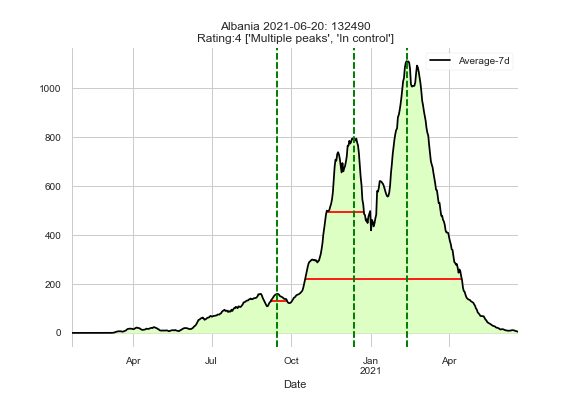 Albania 2021-06-20: 132490
Rating:4 ['Multiple peaks', 'In control']
Average-7d
1000
800
600
400
200
0
Apr
Jul
Oct
Jan
2021
Apr
Date